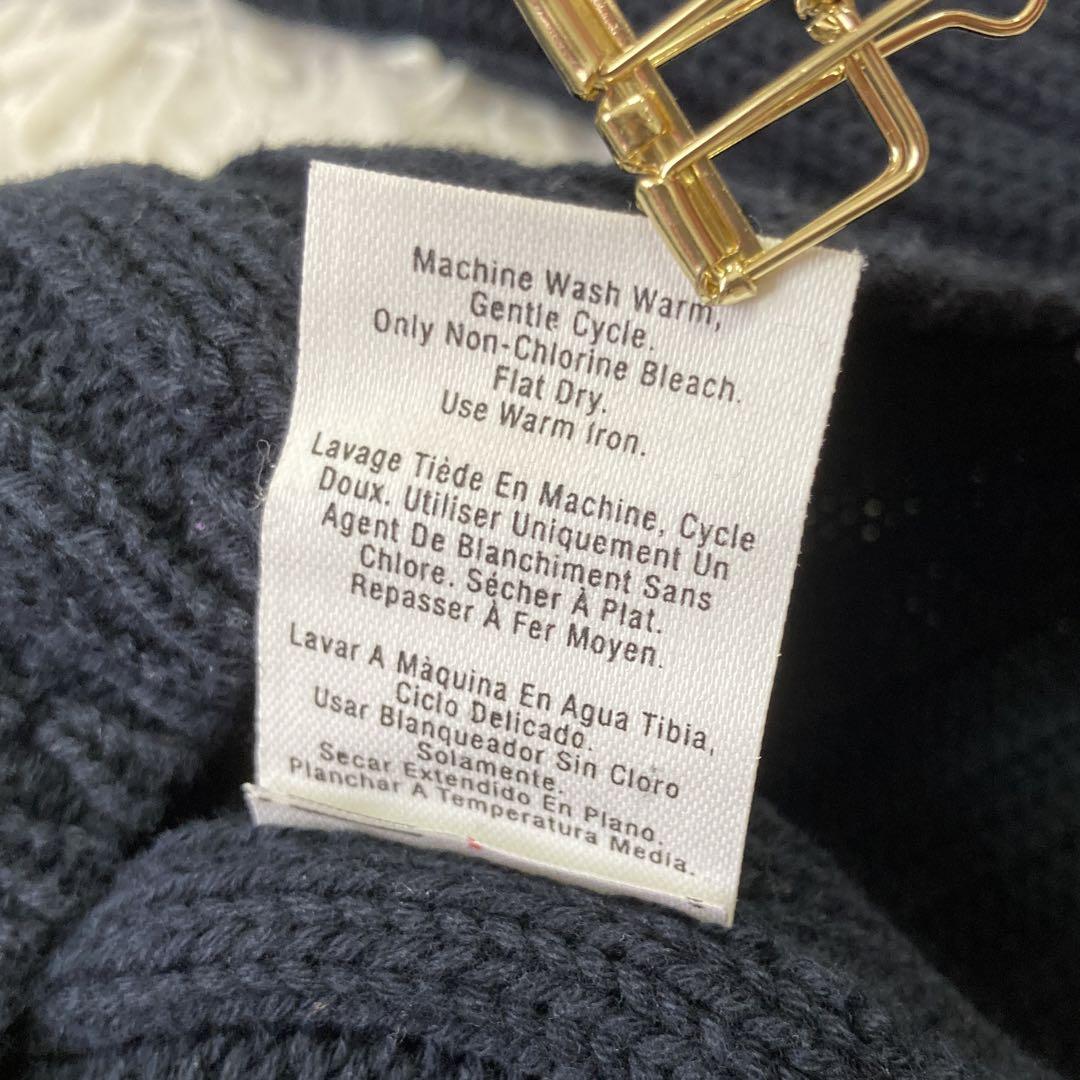 Machine Wash Warm,
Gentle Cycle.
Only Non-Chlorine Bleach.
Flat Dry.
Use Warm Iron.
Lavage Tiède En Machine, Cycle
Doux. Utiliser Uniquement Un
Agent De Blanchiment Sans
Chlore. Sécher À Plat.
Repasser À Fer Moyen.
Lavar A Màquina En Agua Tibia,
Ciclo Delicado.
Usar Blanqueador Sin Cloro
Solamente.
Secar Extendido En Plano.
Planchar A Temperatura Media.